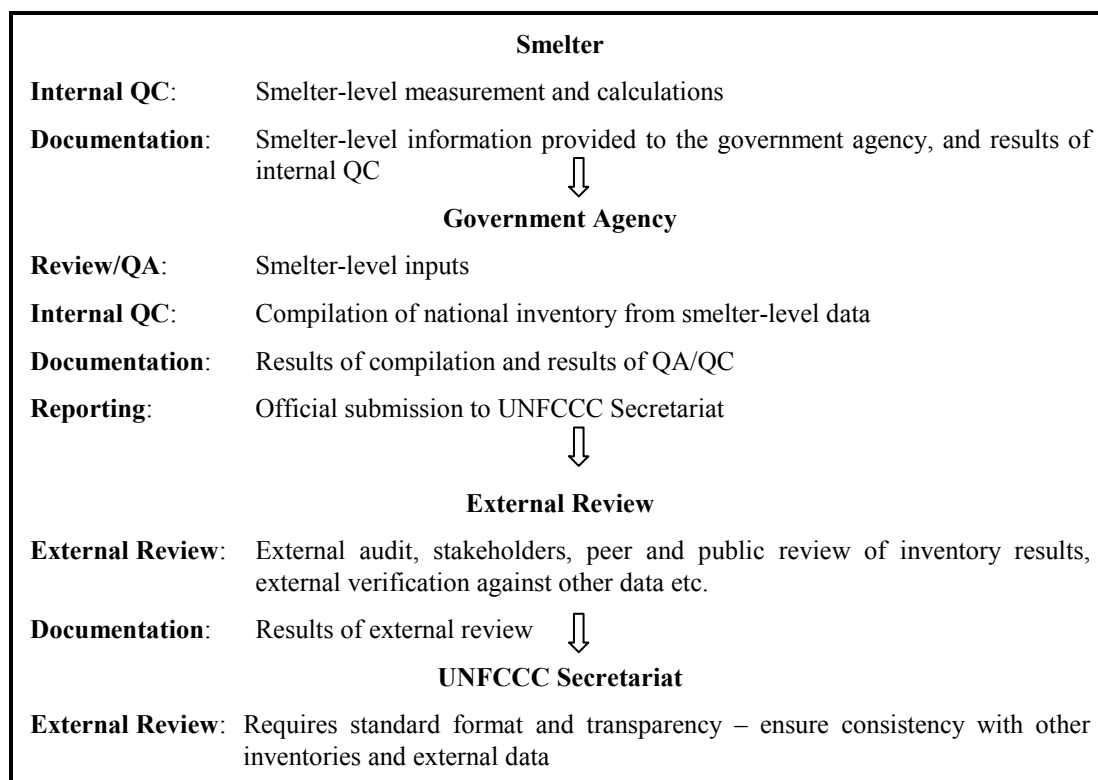 Smelter
Internal QC: Smelter-level measurement and calculations
Documentation: Smelter-level information provided to the government agency, and results of
internal QC
Government Agency
Review/QA: Smelter-level inputs
Internal QC: Compilation of national inventory from smelter-level data
Documentation: Results of compilation and results of QA/QC
Reporting: Official submission to UNFCCC Secretariat
External Review
External Review: External audit, stakeholders, peer and public review of inventory results,
external verification against other data etc.
Documentation: Results of external review
UNFCCC Secretariat
External Review: Requires standard format and transparency – ensure consistency with other
inventories and external data